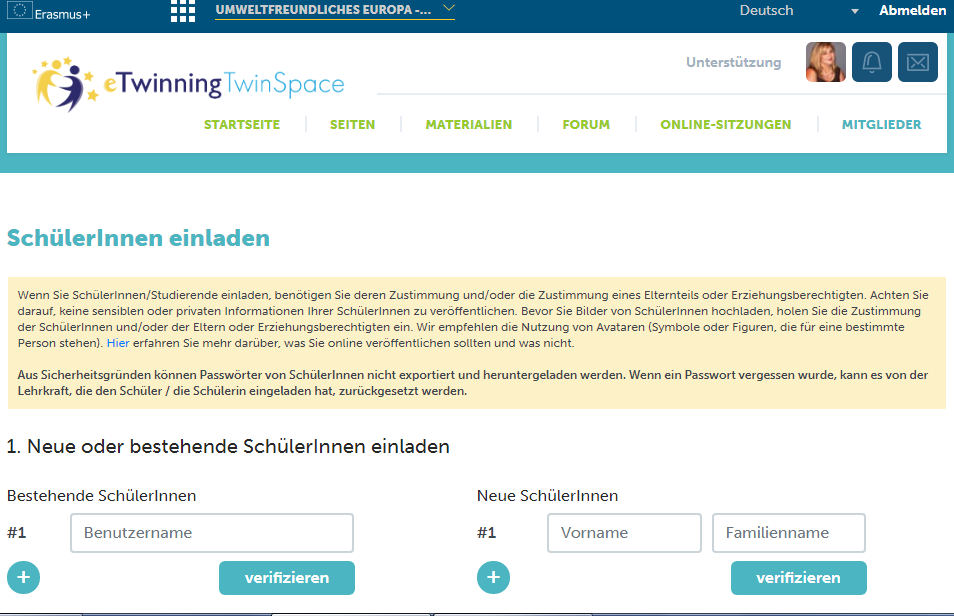 Erasmus+
UMWELTFREUNDLICHES EUROPA -...
Deutsch
Abmelden
eTwinningTwinSpace
Unterstützung
STARTSEITE
SEITEN
MATERIALIEN
FORUM
ONLINE-SITZUNGEN
MITGLIEDER
SchülerInnen einladen
Wenn Sie SchülerInnen/Studierende einladen, benötigen Sie deren Zustimmung und/oder die Zustimmung eines Elternteils oder Erziehungsberechtigten. Achten Sie
darauf, keine sensiblen oder privaten Informationen Ihrer SchülerInnen zu veröffentlichen. Bevor Sie Bilder von SchülerInnen hochladen, holen Sie die Zustimmung
der SchülerInnen und/oder der Eltern oder Erziehungsberechtigten ein. Wir empfehlen die Nutzung von Avataren (Symbole oder Figuren, die für eine bestimmte
Person stehen). Hier erfahren Sie mehr darüber, was Sie online veröffentlichen sollten und was nicht.
Aus Sicherheitsgründen können Passwörter von SchülerInnen nicht exportiert und heruntergeladen werden. Wenn ein Passwort vergessen wurde, kann es von der
Lehrkraft, die den Schüler / die Schülerin eingeladen hat, zurückgesetzt werden.
1. Neue oder bestehende SchülerInnen einladen
Bestehende SchülerInnen
#1
Benutzername
+
verifizieren
Neue SchülerInnen
#1
Vorname
Familienname
+
verifizieren